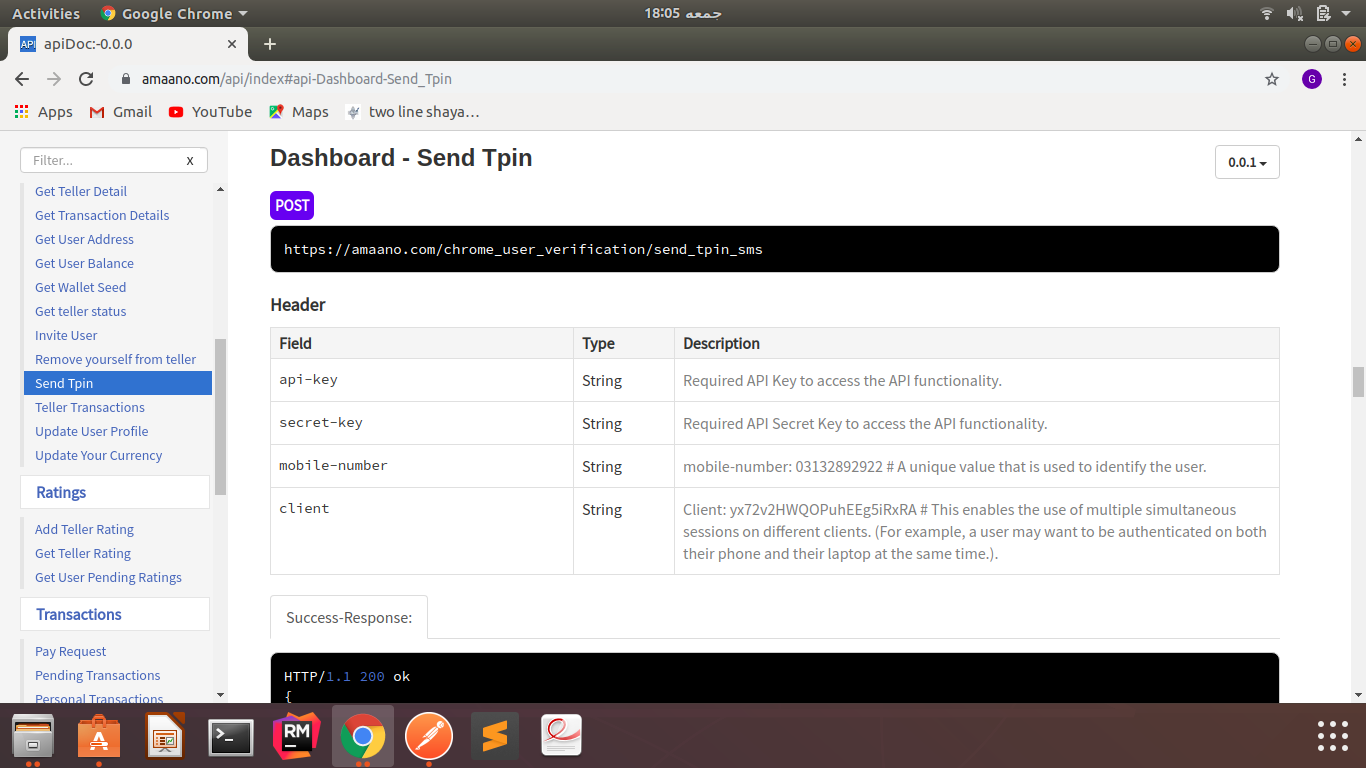 Activities
Google Chrome
18:05 جمعه
API
apiDoc:-0.0.0
amaano.com/api/index#api-Dashboard-Send_Tpin
G
Apps
Gmail
YouTube
Maps
two line shaya...
Filter...
x
Get Teller Detail
Get Transaction Details
Get User Address
Get User Balance
Get Wallet Seed
Get teller status
Invite User
Remove yourself from teller
Send Tpin
Teller Transactions
Update User Profile
Update Your Currency
Ratings
Add Teller Rating
Get Teller Rating
Get User Pending Ratings
Transactions
Pay Request
Pending Transactions
Personal Transactions
Dashboard - Send Tpin
0.0.1
POST
https://amaano.com/chrome_user_verification/send_tpin_sms
Header
Field Type Description
api-key String Required API Key to access the API functionality.
secret-key String Required API Secret Key to access the API functionality.
mobile-number String mobile-number: 03132892922 # A unique value that is used to identify the user.
client String Client: yx72v2HWQOPuhEEg5iRxRA # This enables the use of multiple simultaneous
sessions on different clients. (For example, a user may want to be authenticated on both
their phone and their laptop at the same time.).
Success-Response:
HTTP/1.1 200 ok
{
A
>_
RM